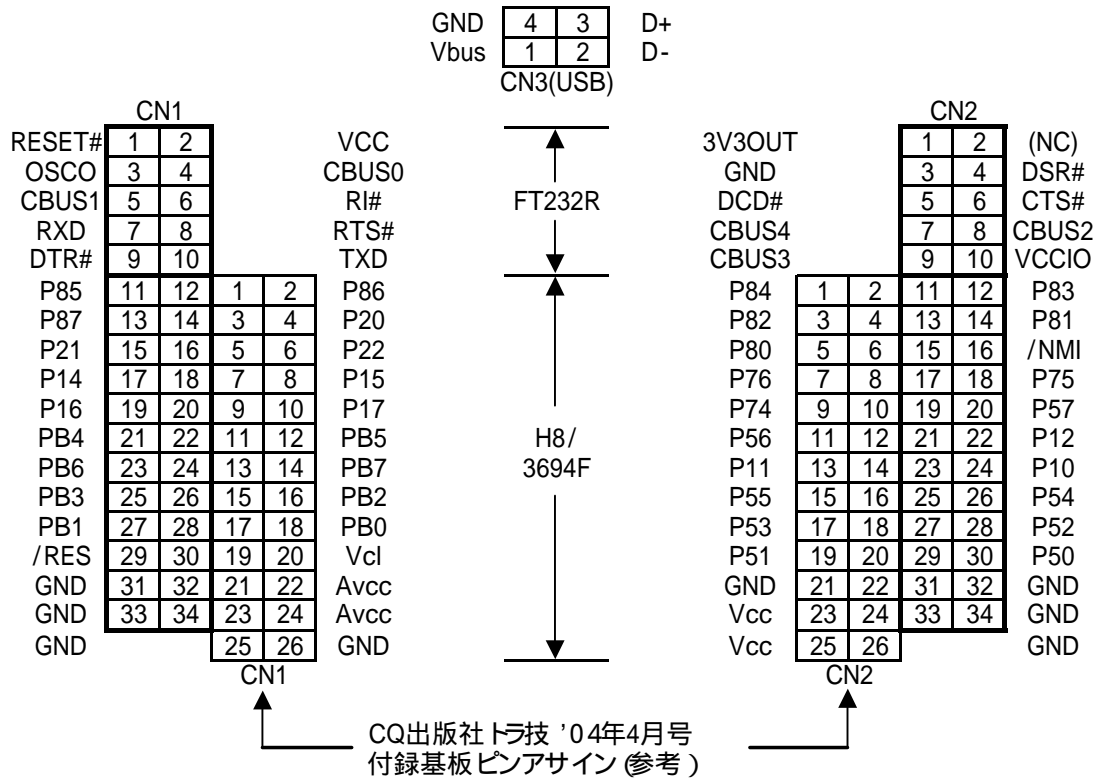 GND 4 3 D+
Vbus 1 2 D-
CN3(USB)
CN1 CN2
RESET# 1 2 VCC 3V3OUT 1 2 (NC)
OSCO 3 4 CBUS0 GND 3 4 DSR#
CBUS1 5 6 RI# FT232R DCD# 5 6 CTS#
RXD 7 8 RTS# CBUS4 7 8 CBUS2
DTR# 9 10 TXD CBUS3 9 10 VCCIO
P85 11 12 1 2 P86 P84 1 2 11 12 P83
P87 13 14 3 4 P20 P82 3 4 13 14 P81
P21 15 16 5 6 P22 P80 5 6 15 16 /NMI
P14 17 18 7 8 P15 P76 7 8 17 18 P75
P16 19 20 9 10 P17 P74 9 10 19 20 P57
PB4 21 22 11 12 PB5 H8/ P56 11 12 21 22 P12
PB6 23 24 13 14 PB7 3694F P11 13 14 23 24 P10
PB3 25 26 15 16 PB2 P55 15 16 25 26 P54
PB1 27 28 17 18 PB0 P53 17 18 27 28 P52
/RES 29 30 19 20 Vcl P51 19 20 29 30 P50
GND 31 32 21 22 Avcc GND 21 22 31 32 GND
GND 33 34 23 24 Avcc Vcc 23 24 33 34 GND
GND 25 26 GND Vcc 25 26 GND
CN1 CN2
CQ出版社トラ技 '04年4月号
付録基板ピンアサイン(参考)